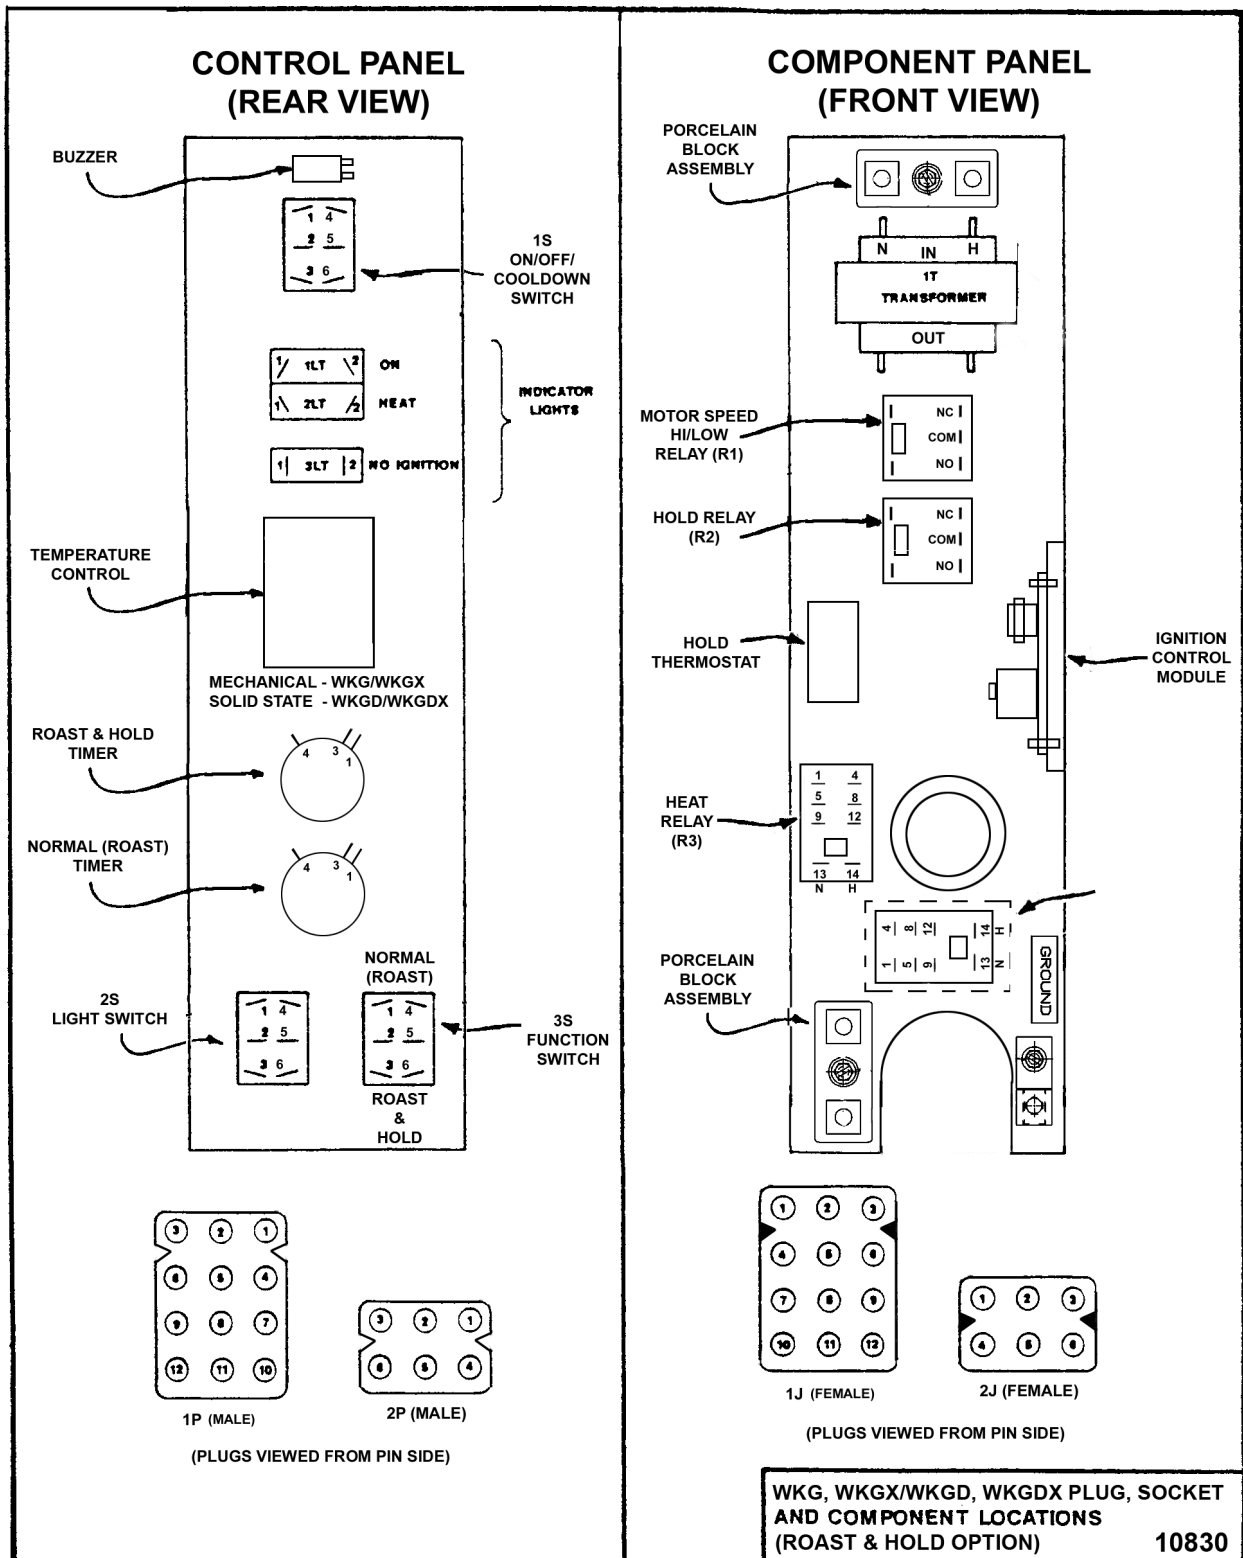 CONTROL PANEL
(REAR VIEW)
BUZZER
1 4
2 5
3 6
1S
ON/OFF/
COOLDOWN
SWITCH
1 1LT 2 ON
1 2LT 2 HEAT
1 3LT 2 NO IGNITION
INDICATOR
LIGHTS
TEMPERATURE
CONTROL
MECHANICAL - WKG/WKGX
SOLID STATE - WKGD/WKGDX
ROAST & HOLD
TIMER
4 3 1
NORMAL (ROAST)
TIMER
4 3 1
2S
LIGHT SWITCH
1 4
2 5
3 6
NORMAL
(ROAST)
1 4
2 5
3 6
ROAST
&
HOLD
3S
FUNCTION
SWITCH
3 2 1
6 5 4
9 8 7
12 11 10
1P (MALE)
3 2 1
6 5 4
2P (MALE)
(PLUGS VIEWED FROM PIN SIDE)
COMPONENT PANEL
(FRONT VIEW)
PORCELAIN
BLOCK
ASSEMBLY
N IN H
1T
TRANSFORMER
OUT
MOTOR SPEED
HI/LOW
RELAY (R1)
NC
COM
NO
HOLD RELAY
(R2)
NC
COM
NO
HOLD
THERMOSTAT
IGNITION
CONTROL
MODULE
HEAT
RELAY
(R3)
1 4
5 8
9 12
13 14
N H
4 8 12 14 H
1 5 9 13 N
GROUND
PORCELAIN
BLOCK
ASSEMBLY
1 2 3
4 5 6
7 8 9
10 11 12
1J (FEMALE)
1 2 3
4 5 6
2J (FEMALE)
(PLUGS VIEWED FROM PIN SIDE)
WKG, WKGX/WKGD, WKGDX PLUG, SOCKET
AND COMPONENT LOCATIONS
(ROAST & HOLD OPTION) 10830